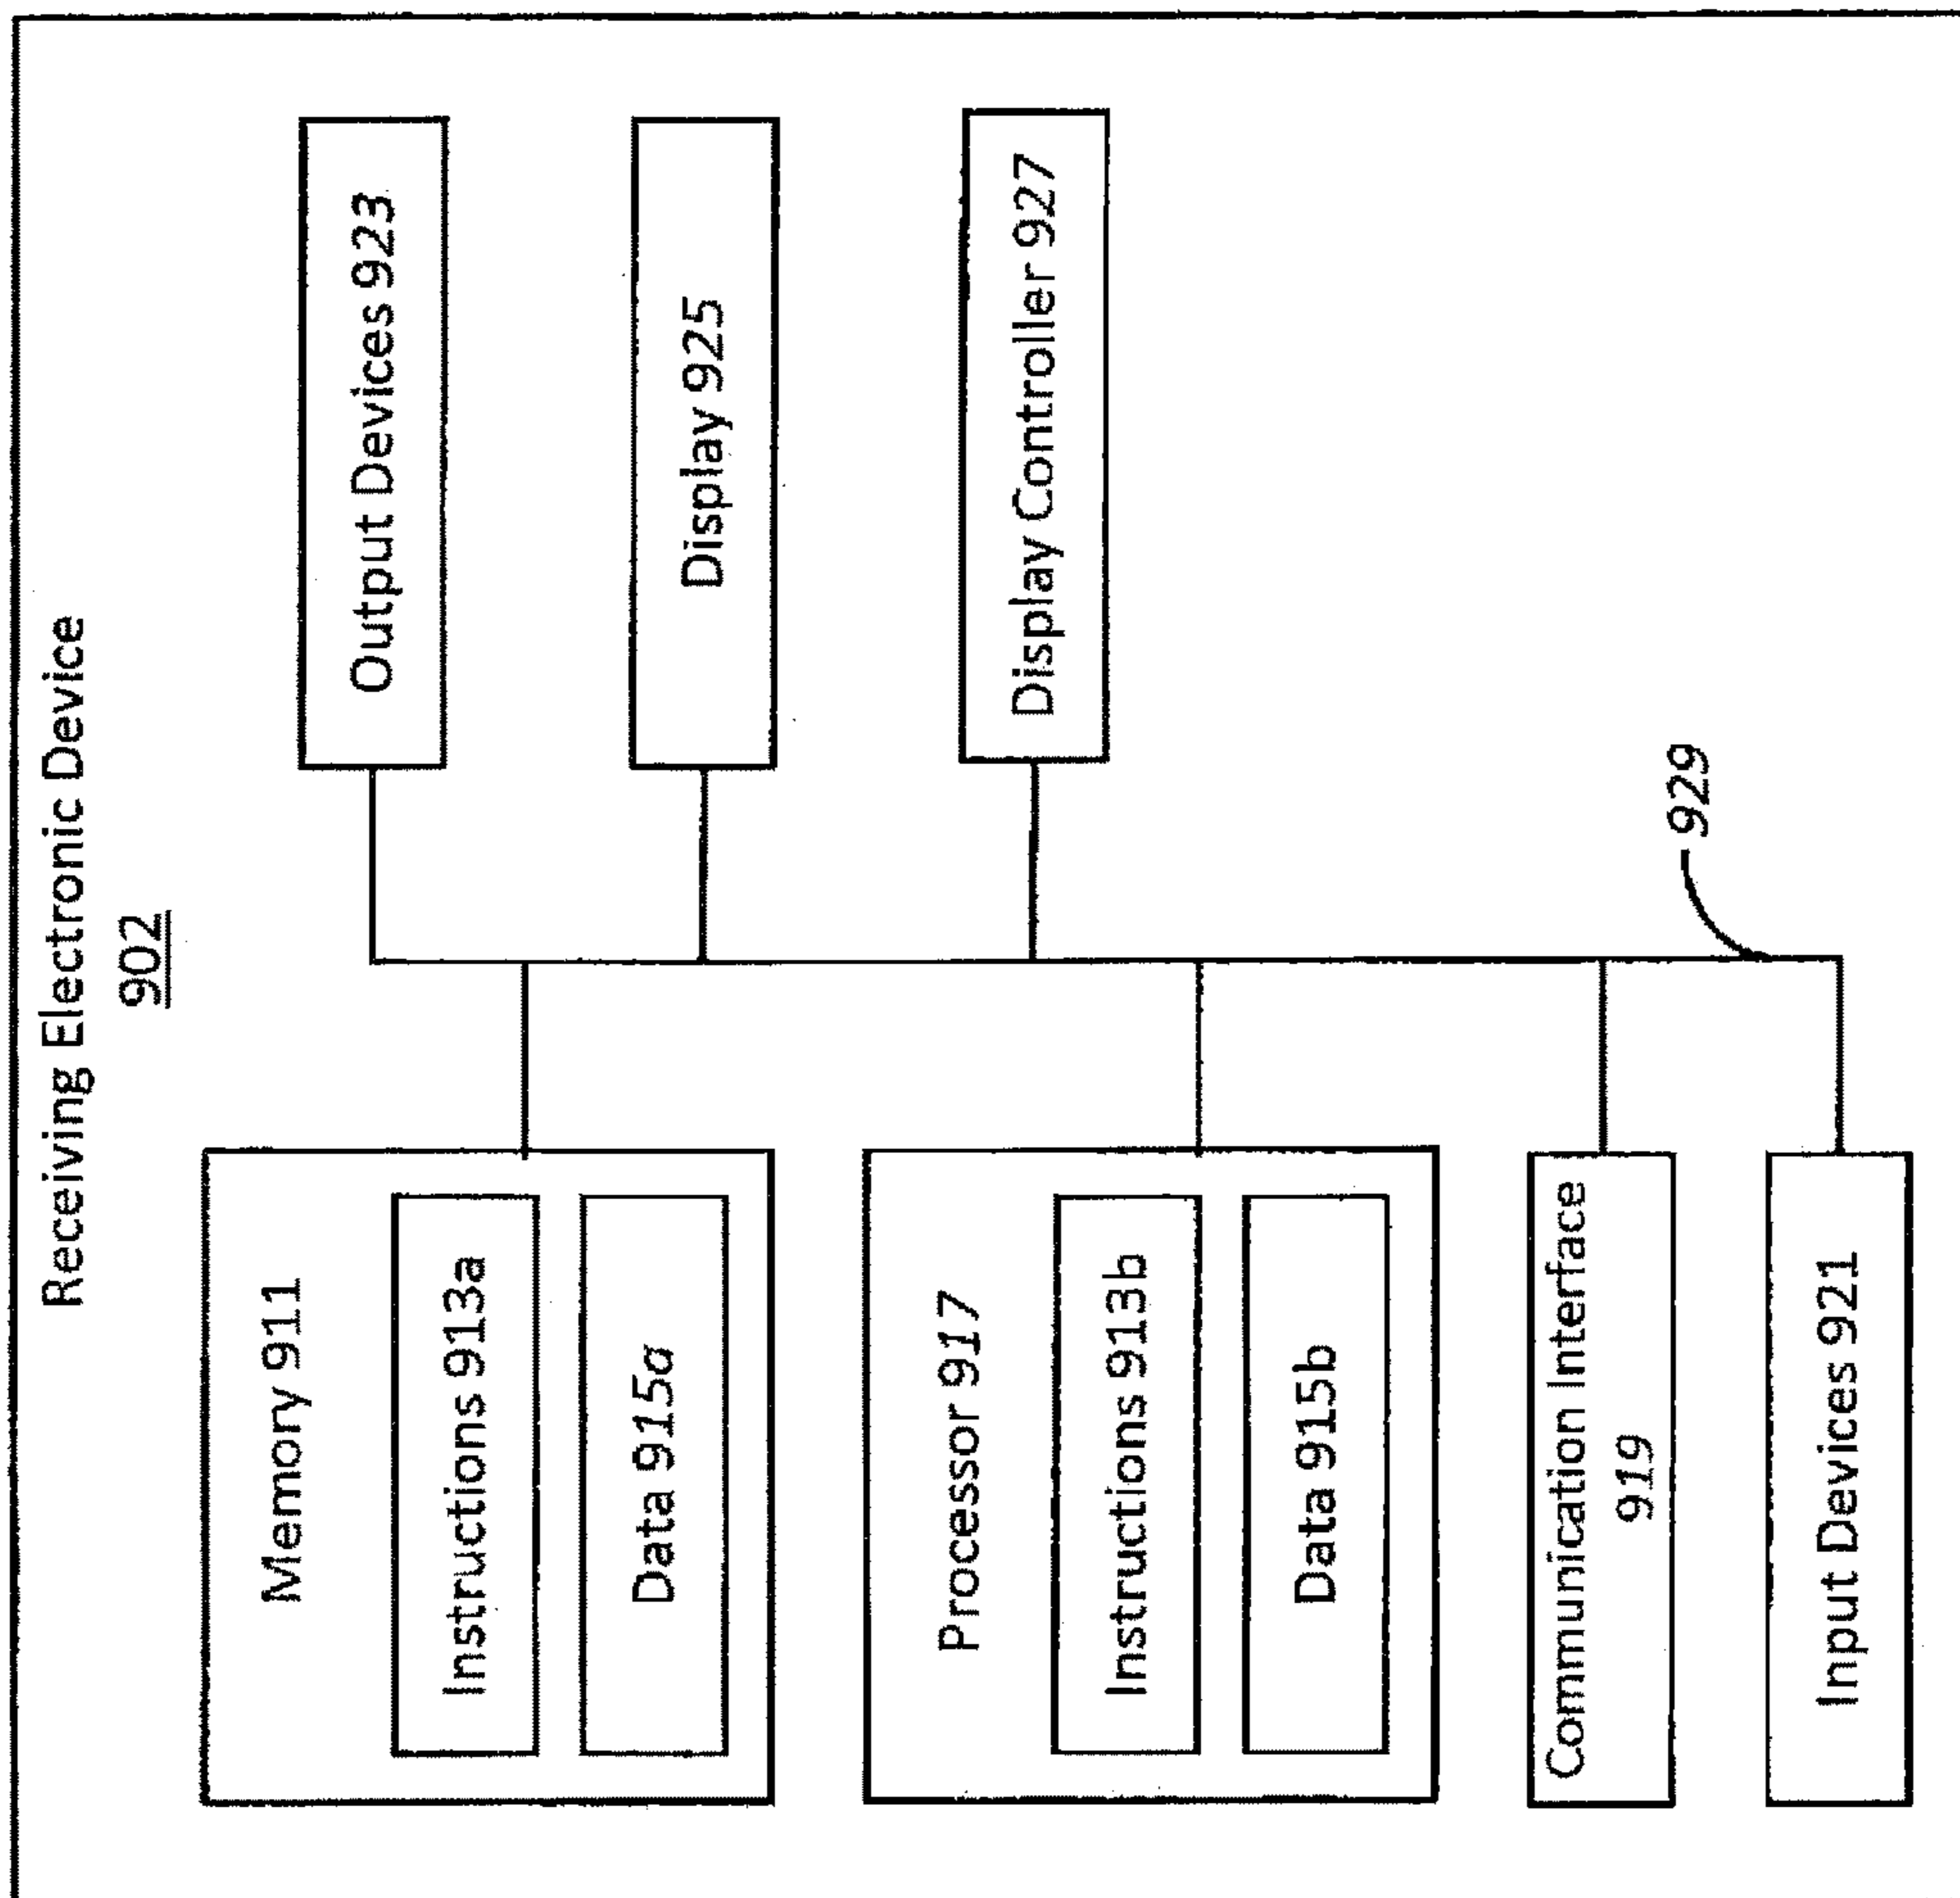 Receiving Electronic Device
902
Memory 911
Instructions 913a
Data 915a
Processor 917
Instructions 913b
Data 915b
Communication Interface
919
Input Devices 921
Output Devices 923
Display 925
Display Controller 927
929